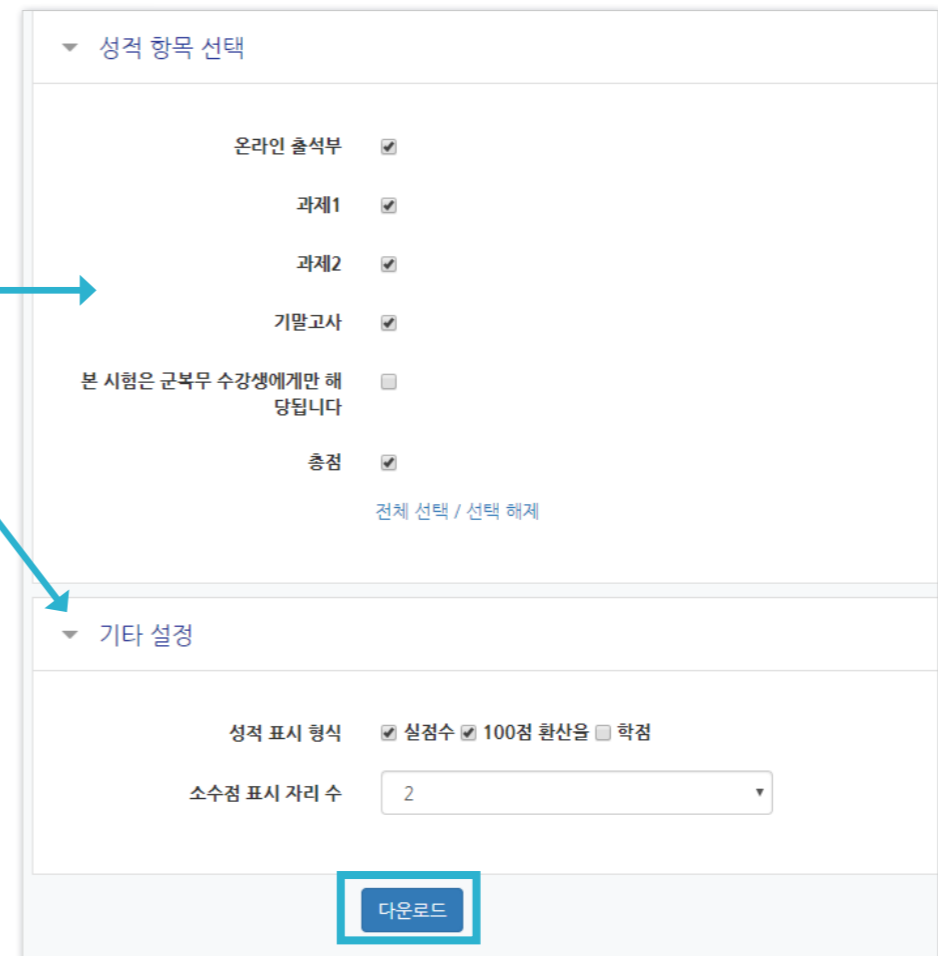 성적 항목 선택
온라인 출석부
과제1
과제2
기말고사
본 시험은 군복무 수강생에게만 해
당됩니다
총점
전체 선택 / 선택 해제
기타 설정
성적 표시 형식 실점수 100점 환산율 학점
소수점 표시 자리 수 2
다운로드